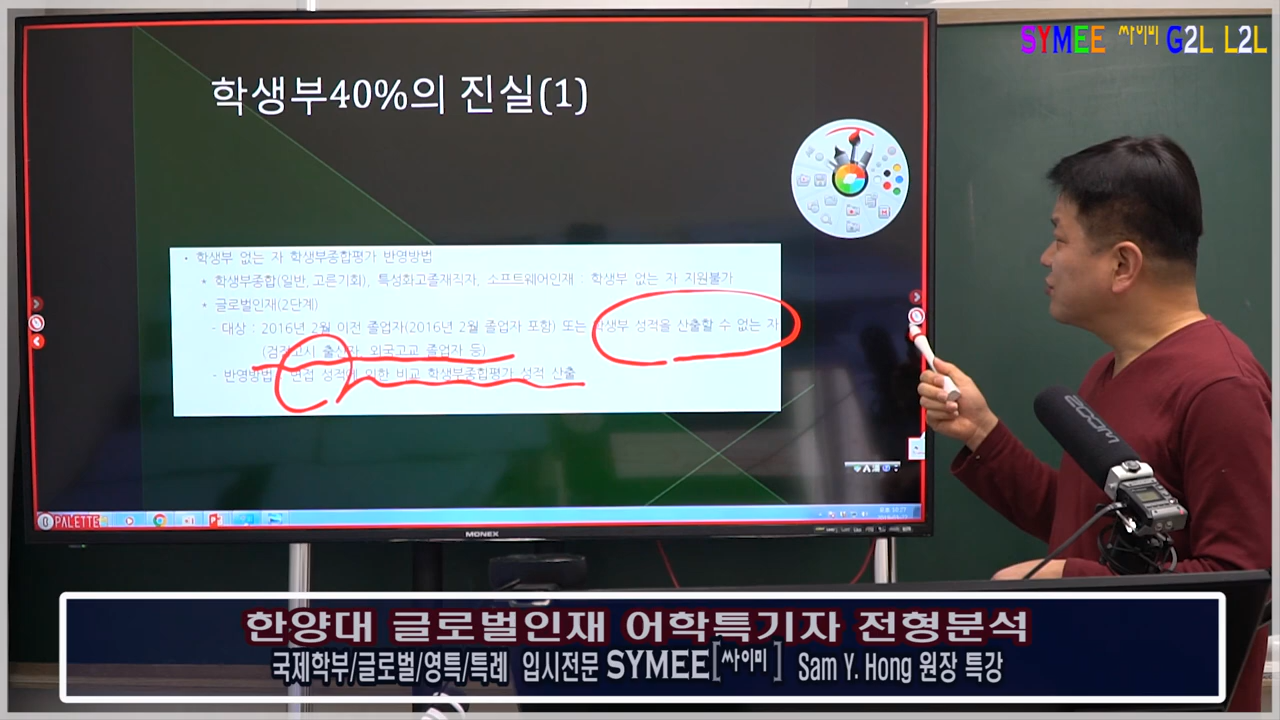 SYMEE 싸이미 G2L L2L
학생부40%의 진실(1)
• 학생부 없는 자 학생부종합평가 반영방법
* 학생부종합(일반, 고른기회), 특성화고졸재직자, 소프트웨어인재 : 학생부 없는 자 지원불가
* 글로벌인재(2단계)
- 대상 : 2016년 2월 이전 졸업자(2016년 2월 졸업자 포함) 또는 학생부 성적을 산출할 수 없는 자
(검정고시 출신자, 외국고교 졸업자 등)
- 반영방법 : 면접 성적에 의한 비교 학생부종합평가 성적 산출
PALETTE
MONEX
ZOOM
한양대 글로벌인재 어학특기자 전형분석
국제학부/글로벌/영특/특례 입시전문 SYMEE[싸이미] Sam Y. Hong 원장 특강